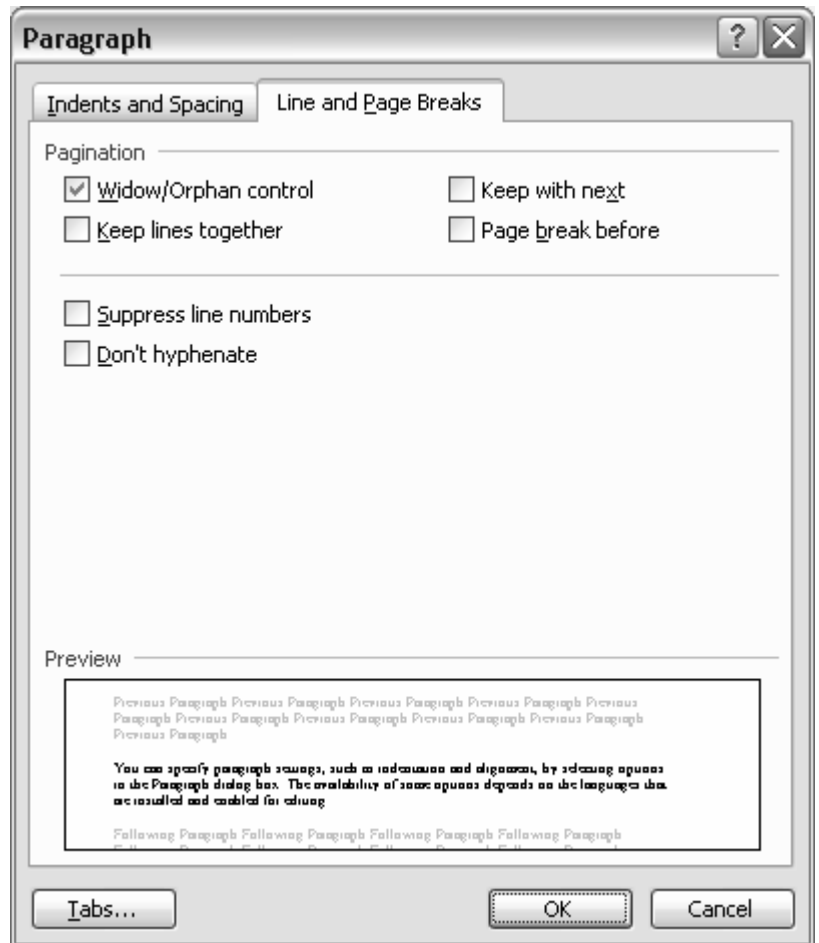 Paragraph
Indents and Spacing Line and Page Breaks
Pagination
Widow/Orphan control Keep with next
Keep lines together Page break before
Suppress line numbers
Don't hyphenate
Preview
Previous Paragraph Previous Paragraph Previous Paragraph Previous Paragraph Previous
Paragraph Previous Paragraph Previous Paragraph Previous Paragraph Previous Paragraph
Previous Paragraph
You can specify paragraph settings, such as indentation and alignment, by selecting options
in the Paragraph dialog box. The availability of some options depends on the languages that
are installed and enabled for editing
Following Paragraph Following Paragraph Following Paragraph Following Paragraph
Tabs... OK Cancel